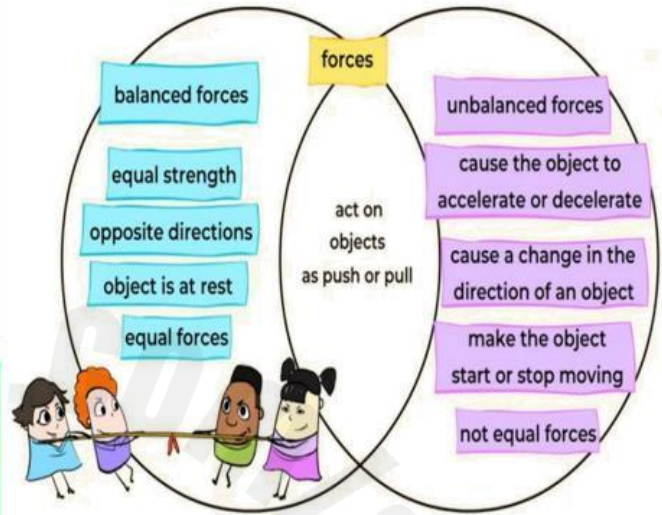 forces
balanced forces
equal strength
opposite directions
object is at rest
equal forces
act on
objects
as push or pull
unbalanced forces
cause the object to
accelerate or decelerate
cause a change in the
direction of an object
make the object
start or stop moving
not equal forces